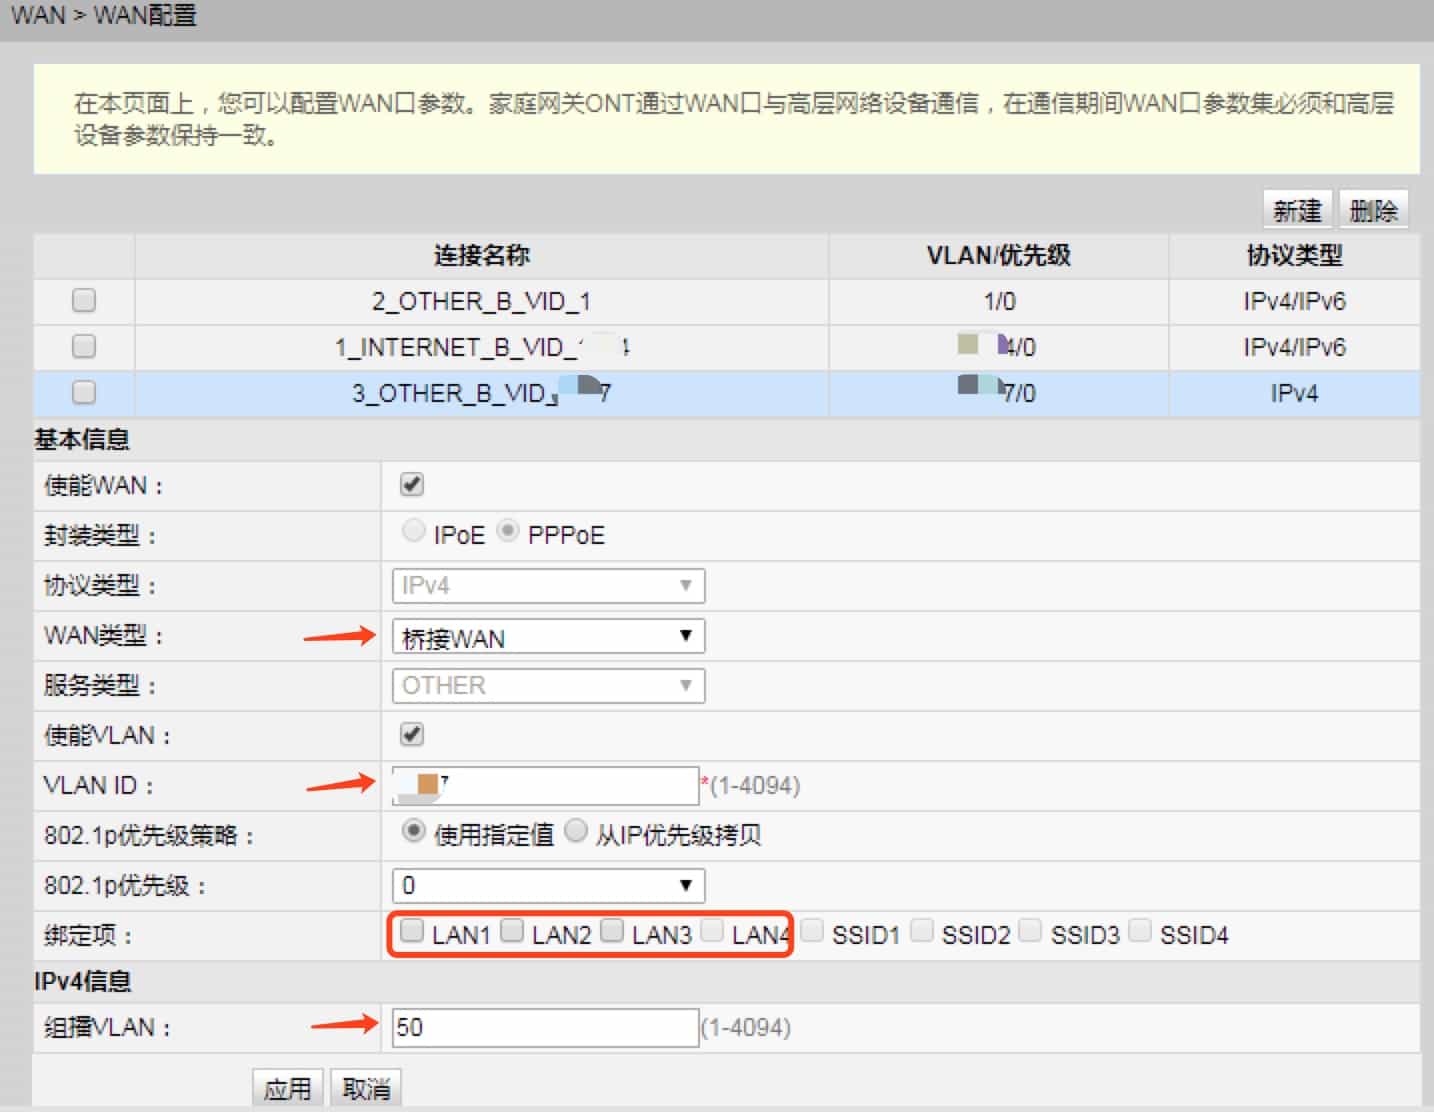 WAN > WAN配置
在本页面上，您可以配置WAN口参数。家庭网关ONT通过WAN口与高层网络设备通信，在通信期间WAN口参数集必须和高层
设备参数保持一致。
新建 删除
连接名称 VLAN/优先级 协议类型
2_OTHER_B_VID_1 1/0 IPv4/IPv6
1_INTERNET_B_VID_ 4/0 IPv4/IPv6
3_OTHER_B_VID_ 7 7/0 IPv4
基本信息
使能WAN：
封装类型： IPoE PPPoE
协议类型： IPv4
WAN类型： 桥接WAN
服务类型： OTHER
使能VLAN：
VLAN ID： 7 *(1-4094)
802.1p优先级策略： 使用指定值 从IP优先级拷贝
802.1p优先级： 0
绑定项： LAN1 LAN2 LAN3 LAN4 SSID1 SSID2 SSID3 SSID4
IPv4信息
组播VLAN： 50 (1-4094)
应用 取消